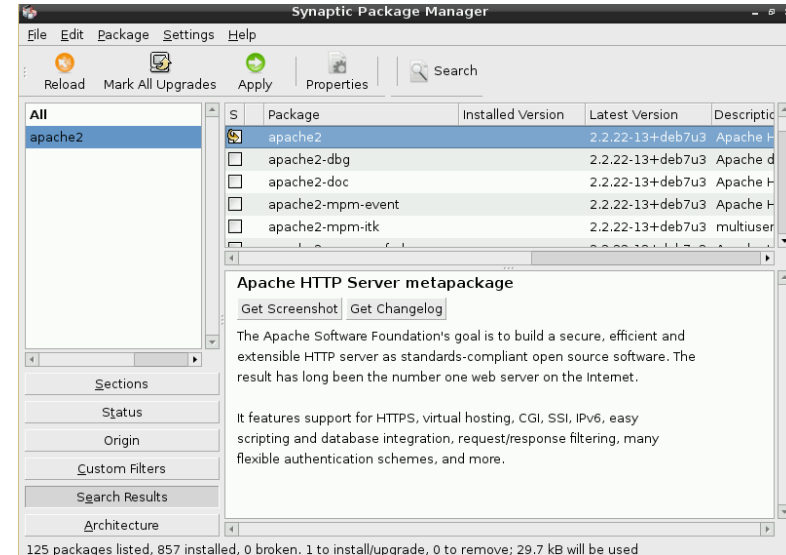 Synaptic Package Manager
File Edit Package Settings Help
Reload Mark All Upgrades Apply Properties Search
All
apache2
S Package Installed Version Latest Version Descriptic
apache2 2.2.22-13+deb7u3 Apache H
apache2-dbg 2.2.22-13+deb7u3 Apache d
apache2-doc 2.2.22-13+deb7u3 Apache H
apache2-mpm-event 2.2.22-13+deb7u3 Apache H
apache2-mpm-itk 2.2.22-13+deb7u3 multiuser
Apache HTTP Server metapackage
Get Screenshot Get Changelog
The Apache Software Foundation's goal is to build a secure, efficient and
extensible HTTP server as standards-compliant open source software. The
result has long been the number one web server on the Internet.
It features support for HTTPS, virtual hosting, CGI, SSI, IPv6, easy
scripting and database integration, request/response filtering, many
flexible authentication schemes, and more.
Sections
Status
Origin
Custom Filters
Search Results
Architecture
125 packages listed, 857 installed, 0 broken. 1 to install/upgrade, 0 to remove; 29.7 kB will be used